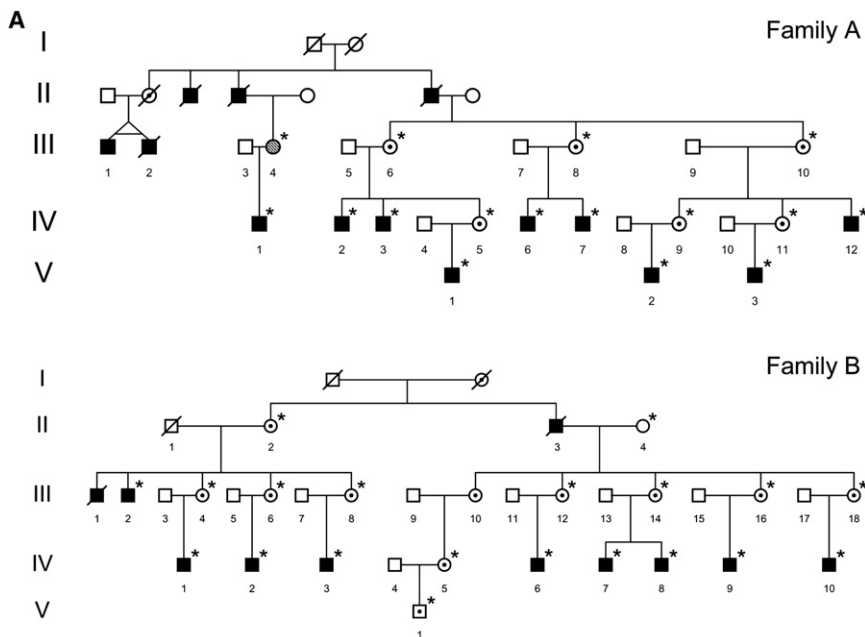 A
Family A
I
II
III
* * * *
1 2 3 4 5 6 7 8 9 10
IV
* * * * * * * * *
1 2 3 4 5 6 7 8 9 10 11 12
V
* * *
1 2 3
Family B
I
II
* *
1 2 3 4
III
* * * * * * * *
1 2 3 4 5 6 7 8 9 10 11 12 13 14 15 16 17 18
IV
* * * * * * * * *
1 2 3 4 5 6 7 8 9 10
V
*
1